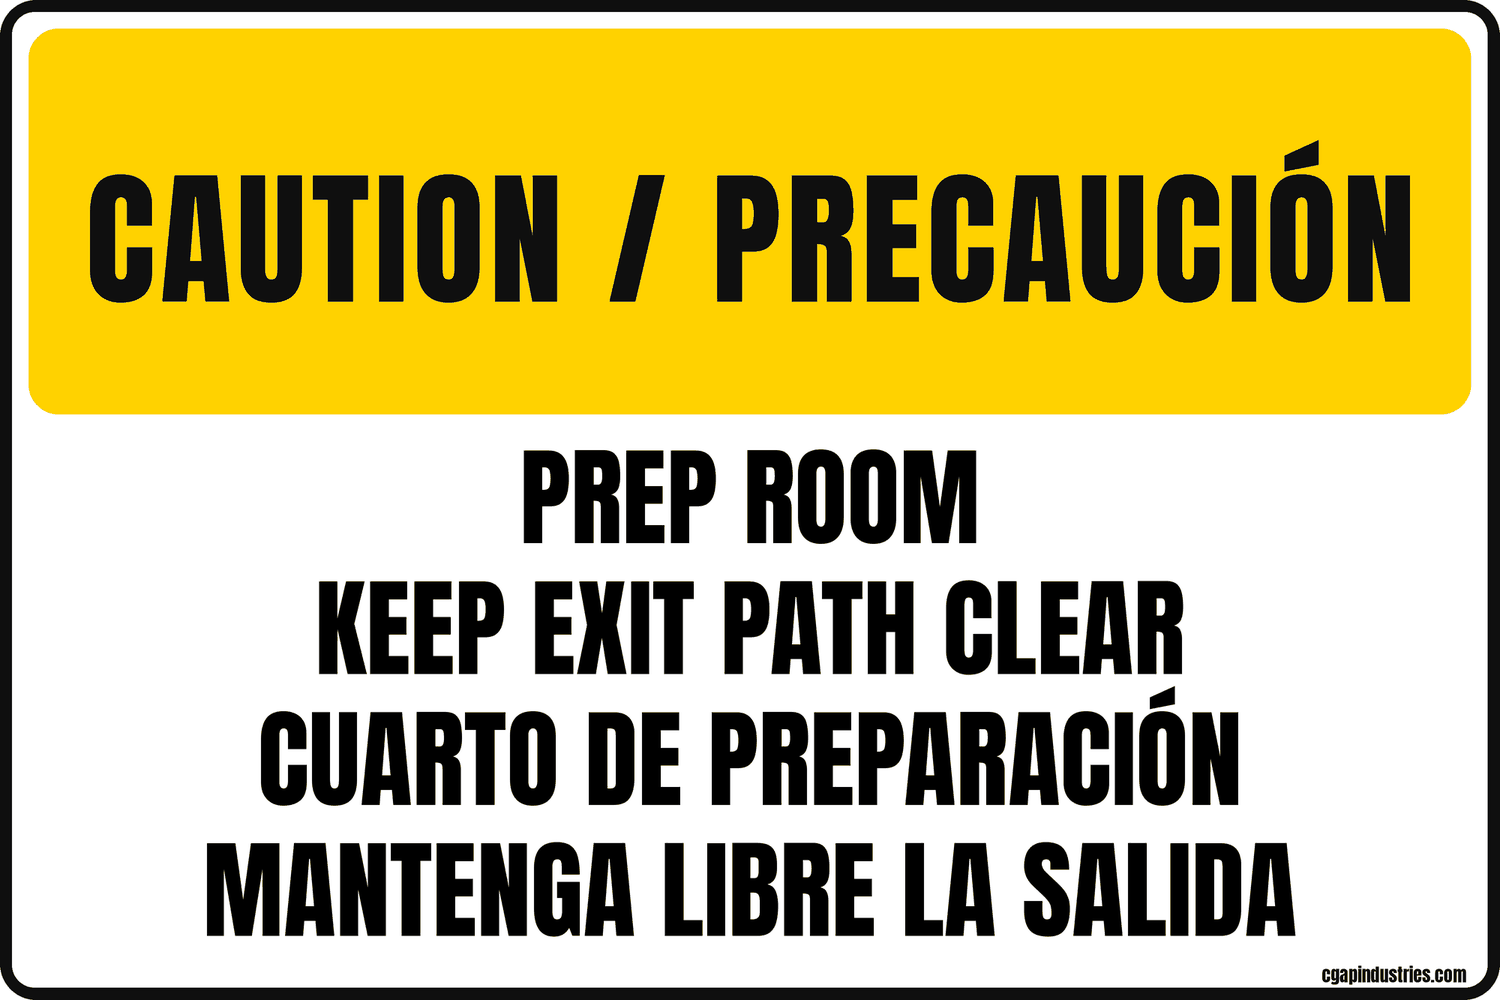 CAUTION / PRECAUCIÓN
PREP ROOM
KEEP EXIT PATH CLEAR
CUARTO DE PREPARACIÓN
MANTENGA LIBRE LA SALIDA
cgapindustries.com